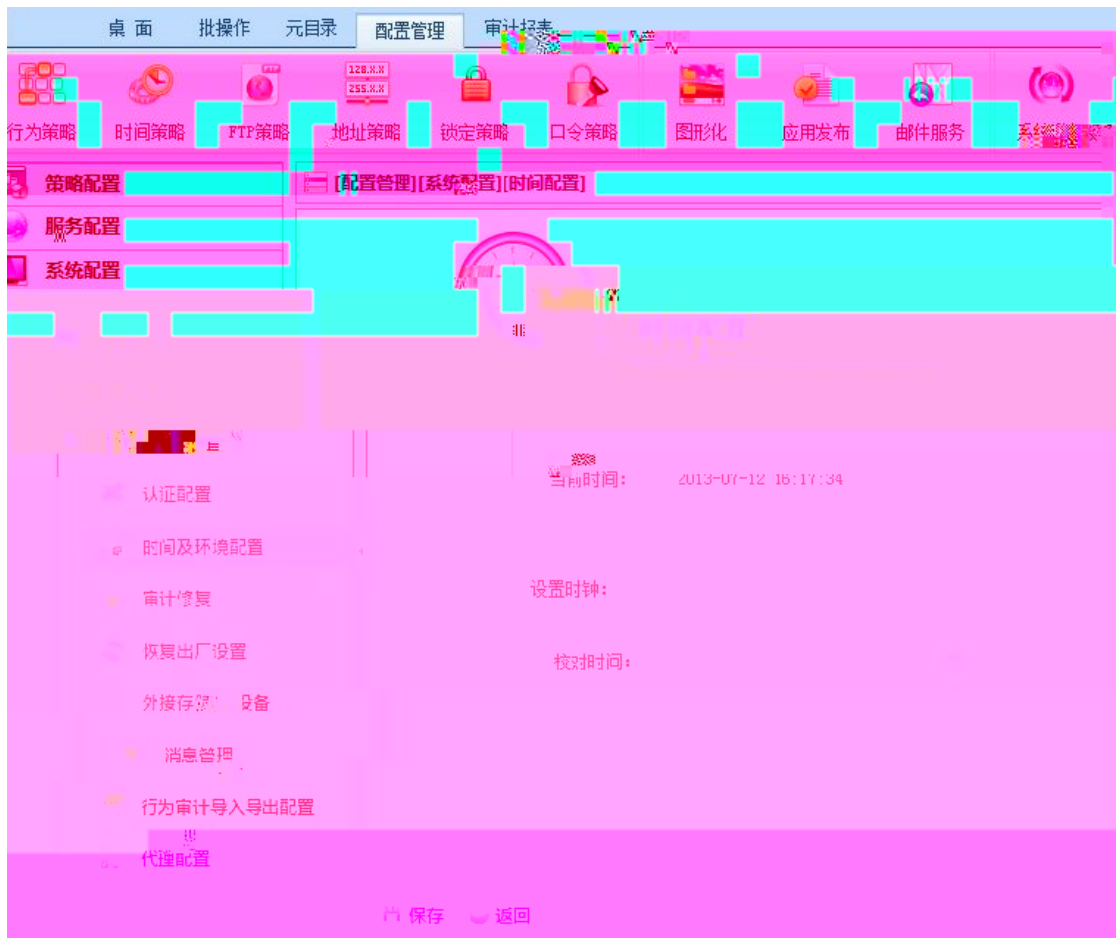 桌面 批操作 元目录 配置管理 审计报表
128.X.X
255.X.X
FTP
行为策略 时间策略 FTP策略 地址策略 锁定策略 口令策略 图形化 应用发布 邮件服务
策略配置 [配置管理][系统配置][时间配置]
服务配置
系统配置
当前时间: 2013-07-12 16:17:34
认证配置
时间及环境配置
设置时钟:
审计修复
恢复出厂设置
校对时间:
外接存 设备
消息管理
行为审计导入导出配置
代理配置
保存 返回